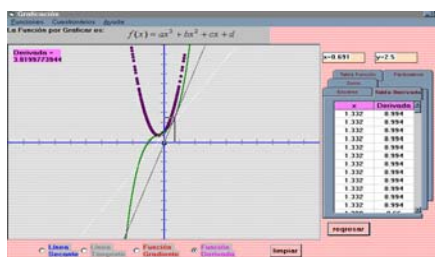 Graficación
Funciones Cuestionarios Ayuda
La Función por Graficar es: f(x) = ax³ + bx² + cx + d
Derivada =
3.0199773944
x=0.691 y=2.5
Tabla Función Parámetros
Tabla Derivada
x Derivada
1.332 0.994
1.332 0.994
1.332 0.994
1.332 0.994
1.332 0.994
1.332 0.994
1.332 0.994
1.332 0.994
1.332 0.994
regresar
Línea Secante
Línea Tangente
Función Gradiente
Función Derivada
limpiar